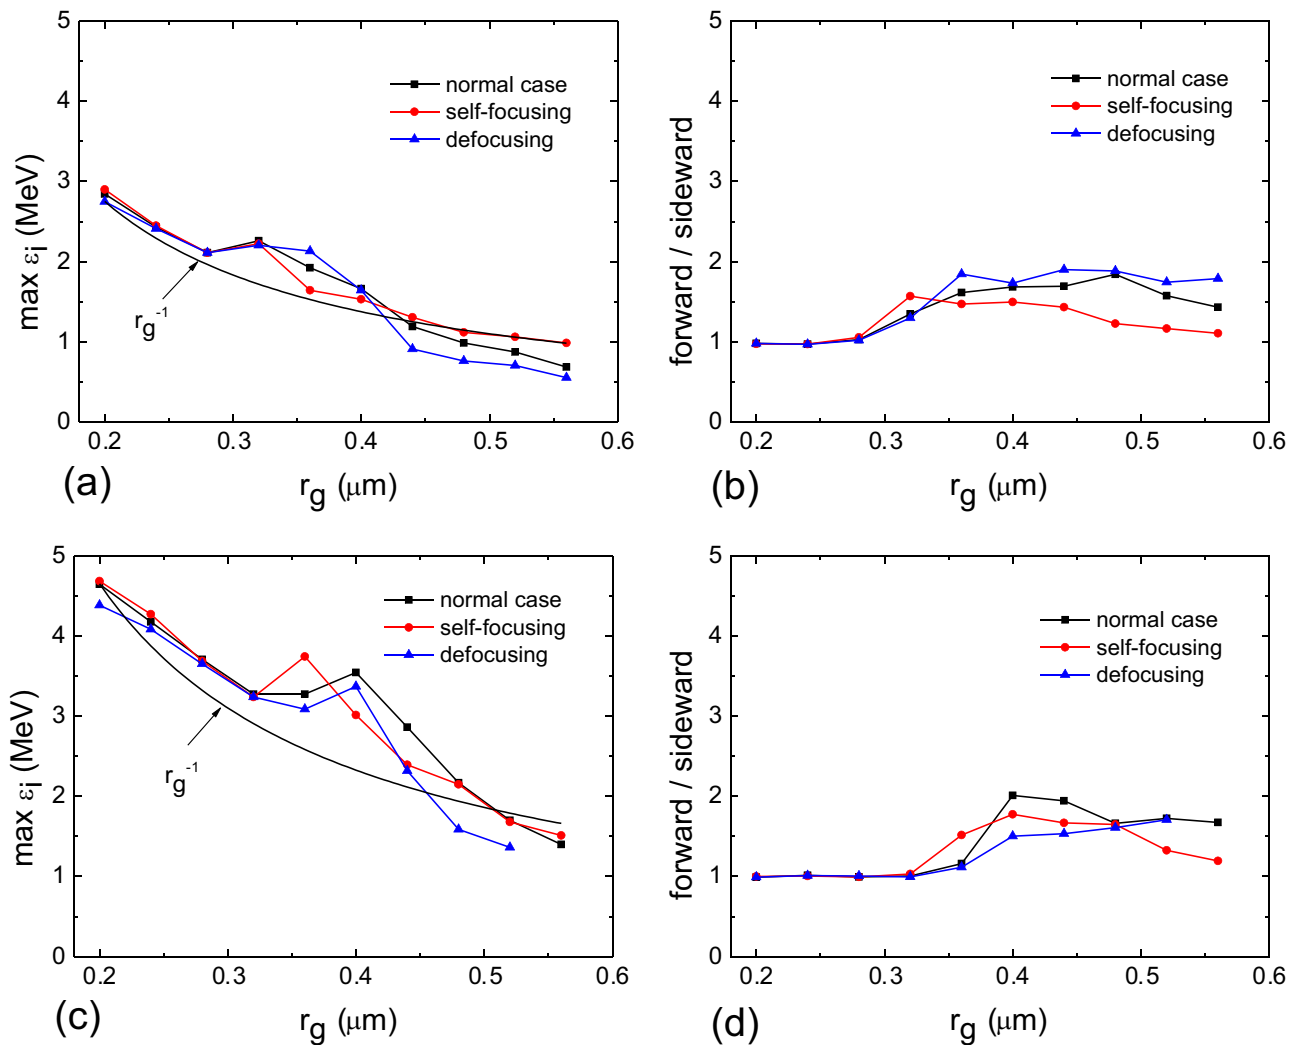 5
4
3
2
1
0
max εi (MeV)
normal case
self-focusing
defocusing
rg-1
0.2 0.3 0.4 0.5 0.6
(a) rg (μm)
5
4
3
2
1
0
forward / sideward
normal case
self-focusing
defocusing
0.2 0.3 0.4 0.5 0.6
(b) rg (μm)
5
4
3
2
1
0
max εi (MeV)
normal case
self-focusing
defocusing
rg-1
0.2 0.3 0.4 0.5 0.6
(c) rg (μm)
5
4
3
2
1
0
forward / sideward
normal case
self-focusing
defocusing
0.2 0.3 0.4 0.5 0.6
(d) rg (μm)